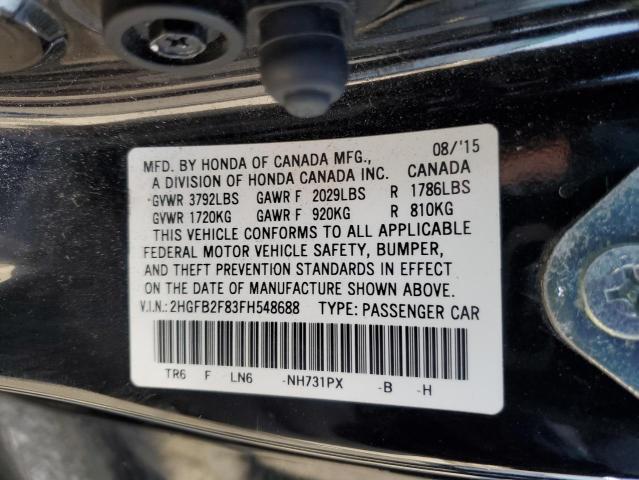 08/'15
MFD. BY HONDA OF CANADA MFG., CANADA
A DIVISION OF HONDA CANADA INC.
GVWR 3792LBS GAWR F 2029LBS R 1786LBS
GVWR 1720KG GAWR F 920KG R 810KG
THIS VEHICLE CONFORMS TO ALL APPLICABLE
FEDERAL MOTOR VEHICLE SAFETY, BUMPER,
AND THEFT PREVENTION STANDARDS IN EFFECT
ON THE DATE OF MANUFACTURE SHOWN ABOVE.
V.I.N.: 2HGFB2F83FH548688 TYPE: PASSENGER CAR
TR6 F LN6 -NH731PX -B -H